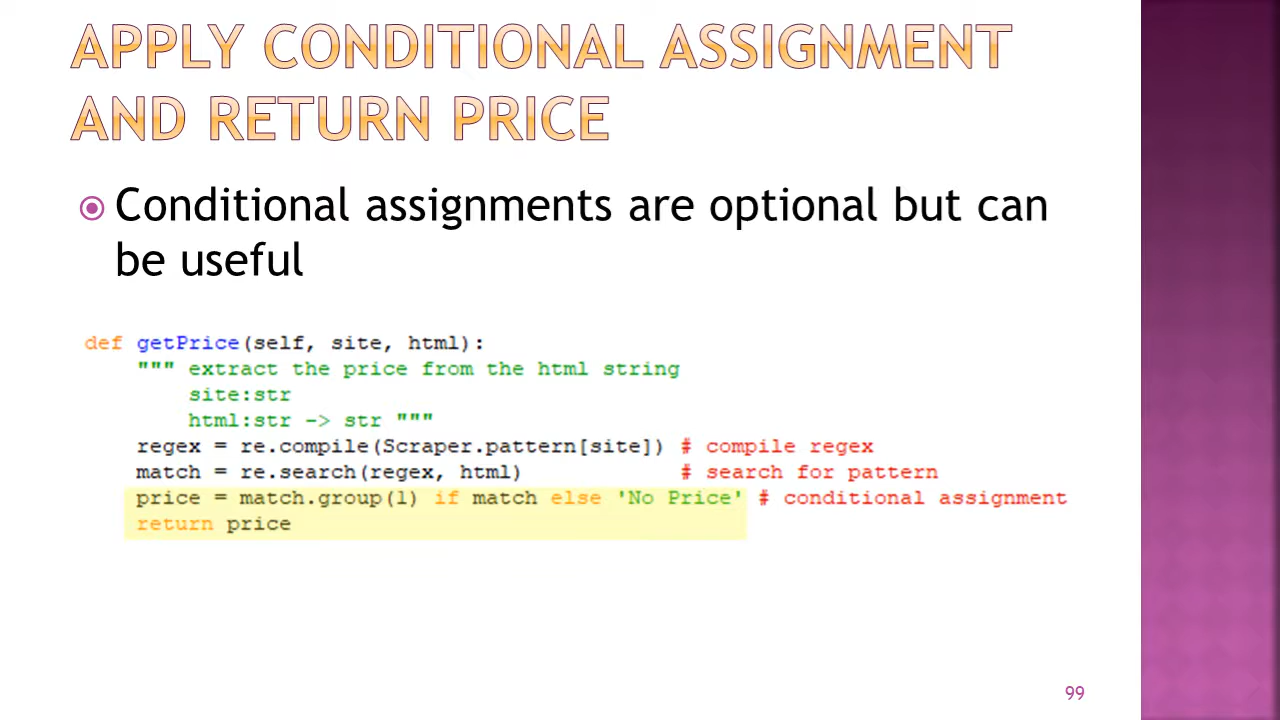 APPLY CONDITIONAL ASSIGNMENT
AND RETURN PRICE
Conditional assignments are optional but can
be useful
def getPrice(self, site, html):
    """ extract the price from the html string
        site:str
        html:str -> str """
    regex = re.compile(Scraper.pattern[site]) # compile regex
    match = re.search(regex, html)            # search for pattern
    price = match.group(1) if match else 'No Price' # conditional assignment
    return price
99